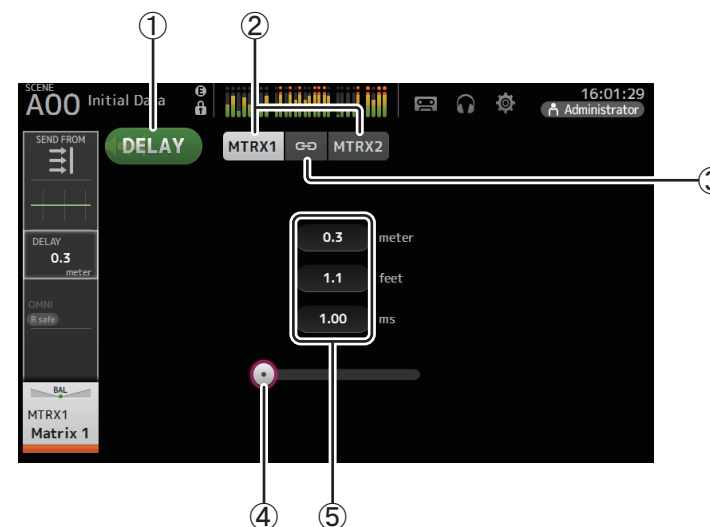 ① ②
SCENE
A00 Initial Data
E
16:01:29
Administrator
SEND FROM
DELAY
MTRX1
MTRX2
③
DELAY
0.3
meter
0.3 meter
1.1 feet
1.00 ms
OMNI
R safe
BAL
MTRX1
Matrix 1
④ ⑤